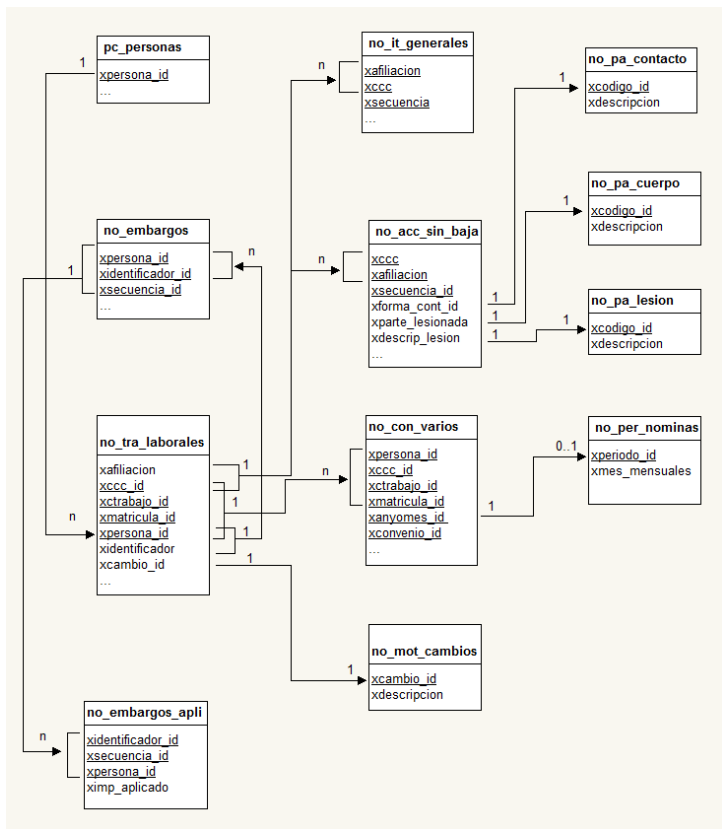 pc_personas
1
xpersona_id
...
no_it_generales
n
xafiliacion
xccc
xsecuencia
...
no_pa_contacto
1
xcodigo_id
xdescripcion
no_pa_cuerpo
1
xcodigo_id
xdescripcion
no_embargos
1
xpersona_id
xidentificador_id
xsecuencia_id
...
n
no_acc_sin_baja
n
xccc
xafiliacion
xsecuencia_id
xforma_cont_id
xparte_lesionada
xdescrip_lesion
...
1
1
1
no_pa_lesion
1
xcodigo_id
xdescripcion
no_tra_laborales
xafiliacion
xccc_id
xctrabajo_id
xmatricula_id
xpersona_id
xidentificador
xcambio_id
...
n
1
1
1
1
no_con_varios
n
xpersona_id
xccc_id
xctrabajo_id
xmatricula_id
xanyomes_id
xconvenio_id
...
1
no_per_nominas
0..1
xperiodo_id
xmes_mensuales
no_mot_cambios
1
xcambio_id
xdescripcion
no_embargos_apli
n
xidentificador_id
xsecuencia_id
xpersona_id
ximp_aplicado